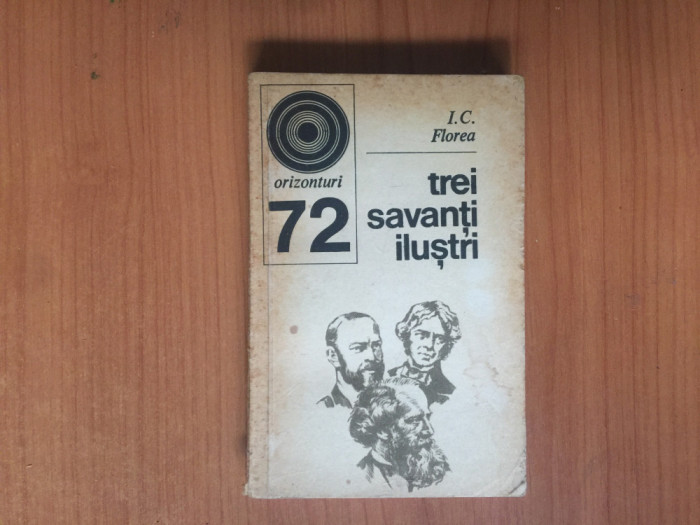 orizonturi
72
I.C.
Florea
trei
savanți
iluștri